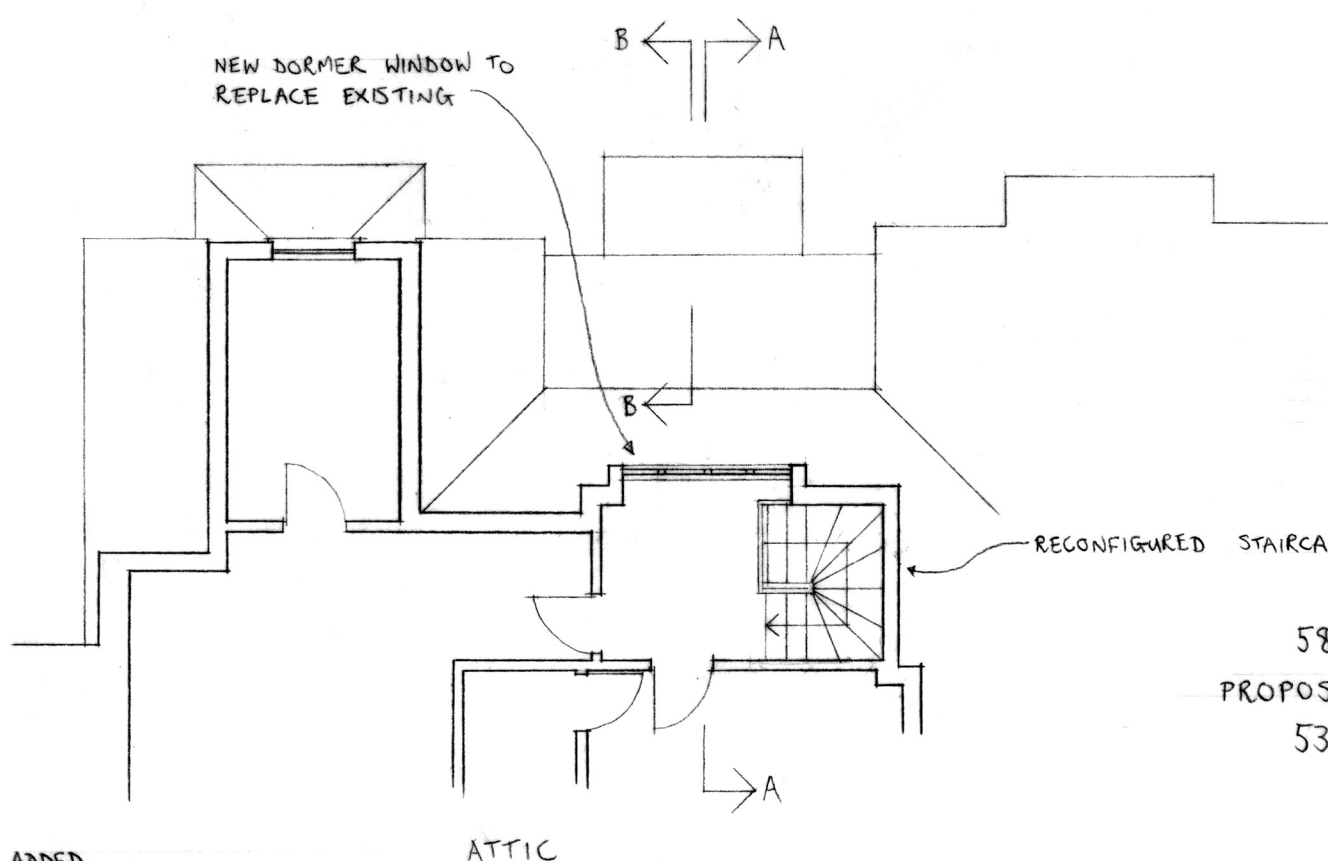 B A
NEW DORMER WINDOW TO
REPLACE EXISTING
B
RECONFIGURED STAIRCA
58
PROPOS
53
A
ATTIC
ADDED